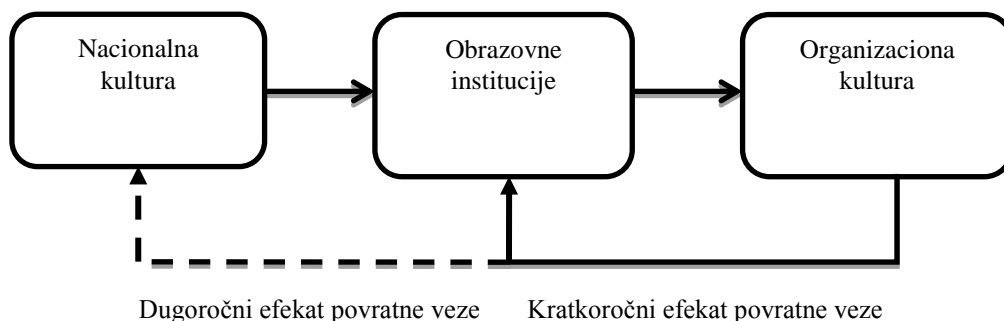 Nacionalna
kultura
Obrazovne
institucije
Organizaciona
kultura
Dugoročni efekat povratne veze
Kratkoročni efekat povratne veze